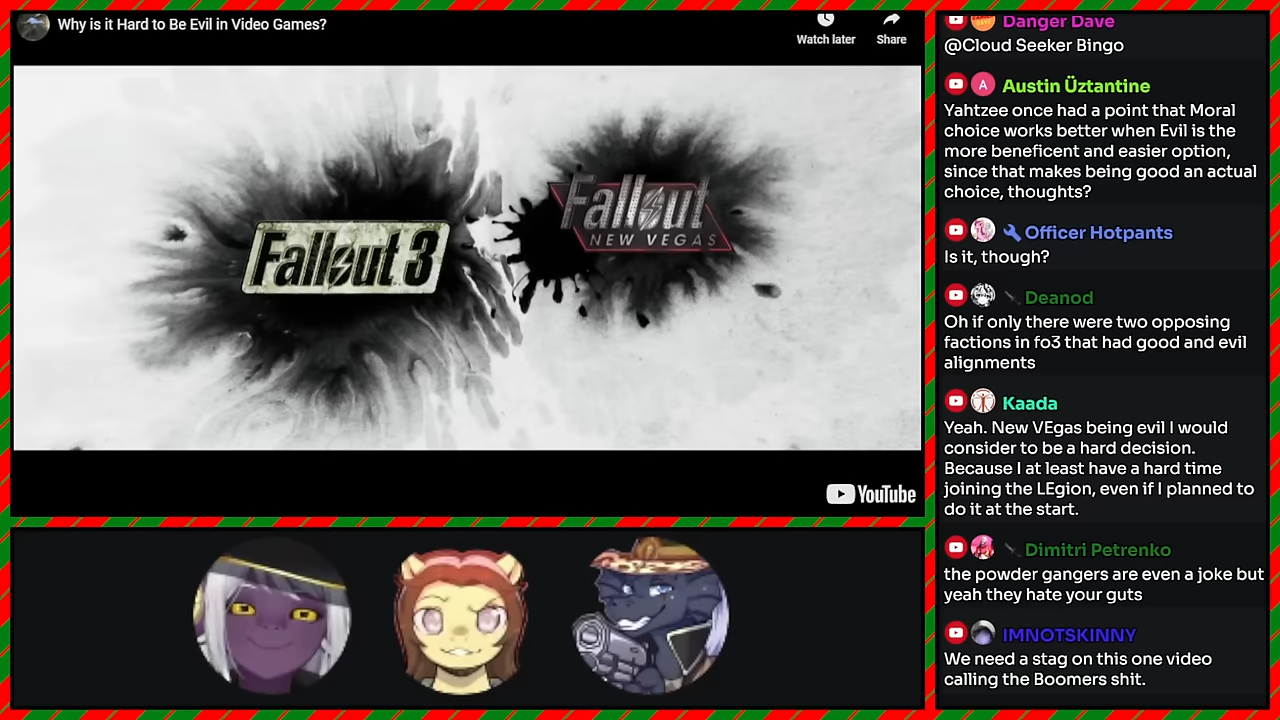 Why is it Hard to Be Evil in Video Games?
Watch later
Share
Fallout 3
Fallout
NEW VEGAS
YouTube
Danger Dave
@Cloud Seeker Bingo
A
Austin Üztantine
Yahtzee once had a point that Moral
choice works better when Evil is the
more beneficent and easier option,
since that makes being good an actual
choice, thoughts?
Officer Hotpants
Is it, though?
Deanod
Oh if only there were two opposing
factions in fo3 that had good and evil
alignments
Kaada
Yeah. New VEgas being evil I would
consider to be a hard decision.
Because I at least have a hard time
joining the LEgion, even if I planned to
do it at the start.
Dimitri Petrenko
the powder gangers are even a joke but
yeah they hate your guts
IMNOTSKINNY
We need a stag on this one video
calling the Boomers shit.